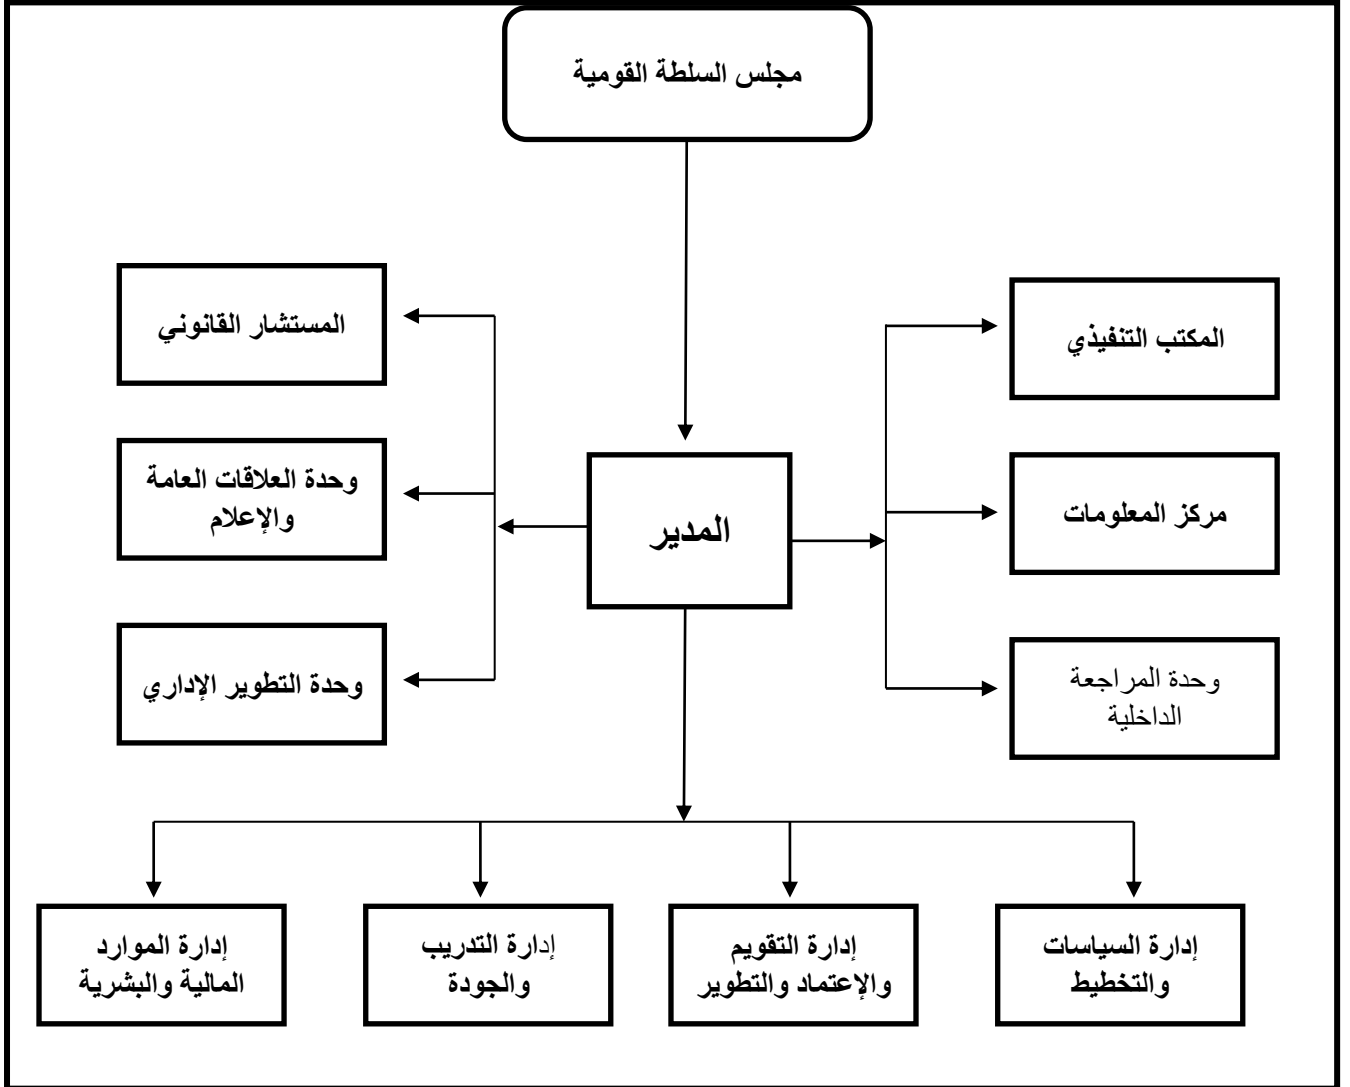 مجلس السلطة القومية
المكتب التنفيذي
المستشار القانوني
مركز المعلومات
وحدة العلاقات العامة
والإعلام
المدير
وحدة المراجعة
الداخلية
وحدة التطوير الإداري
إدارة السياسات
والتخطيط
إدارة التقويم
والإعتماد والتطوير
إدارة التدريب
والجودة
إدارة الموارد
المالية والبشرية